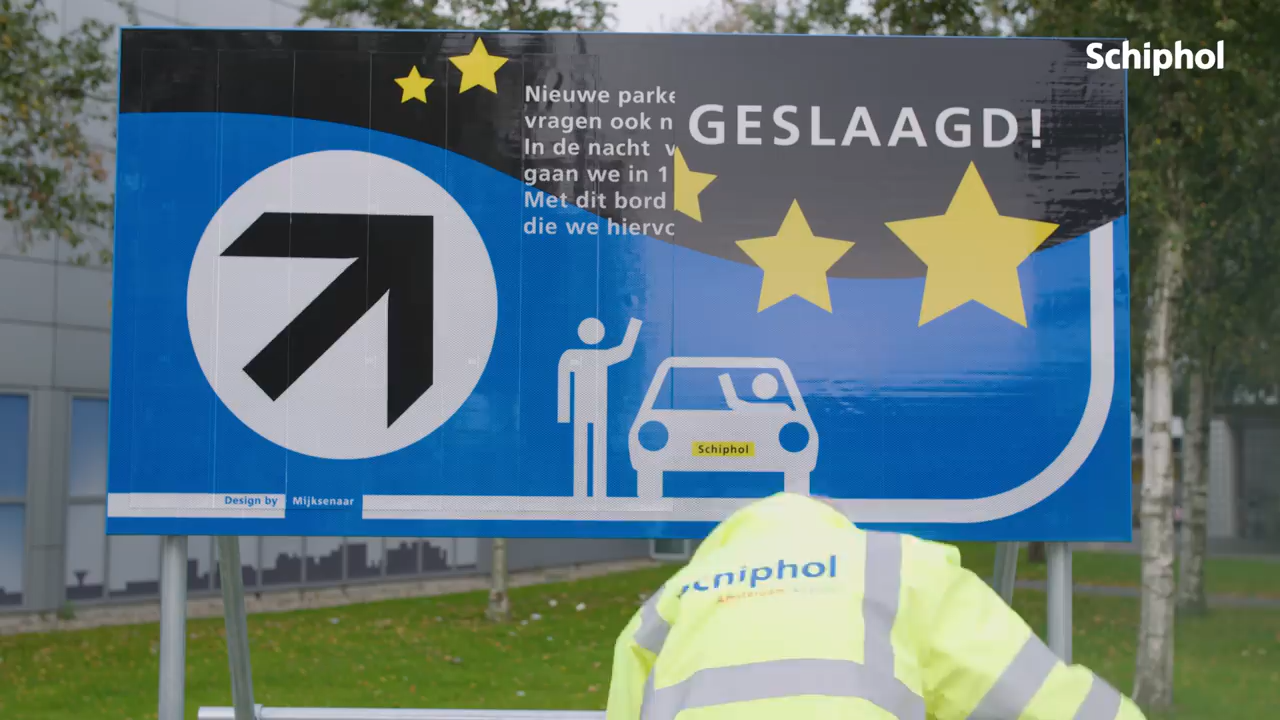 Schiphol
Nieuwe parke
vragen ook n
In de nacht v
gaan we in 1
Met dit bord
die we hiervo
GESLAAGD!
Schiphol
Design by Mijksenaar
Schiphol
Amsterdam